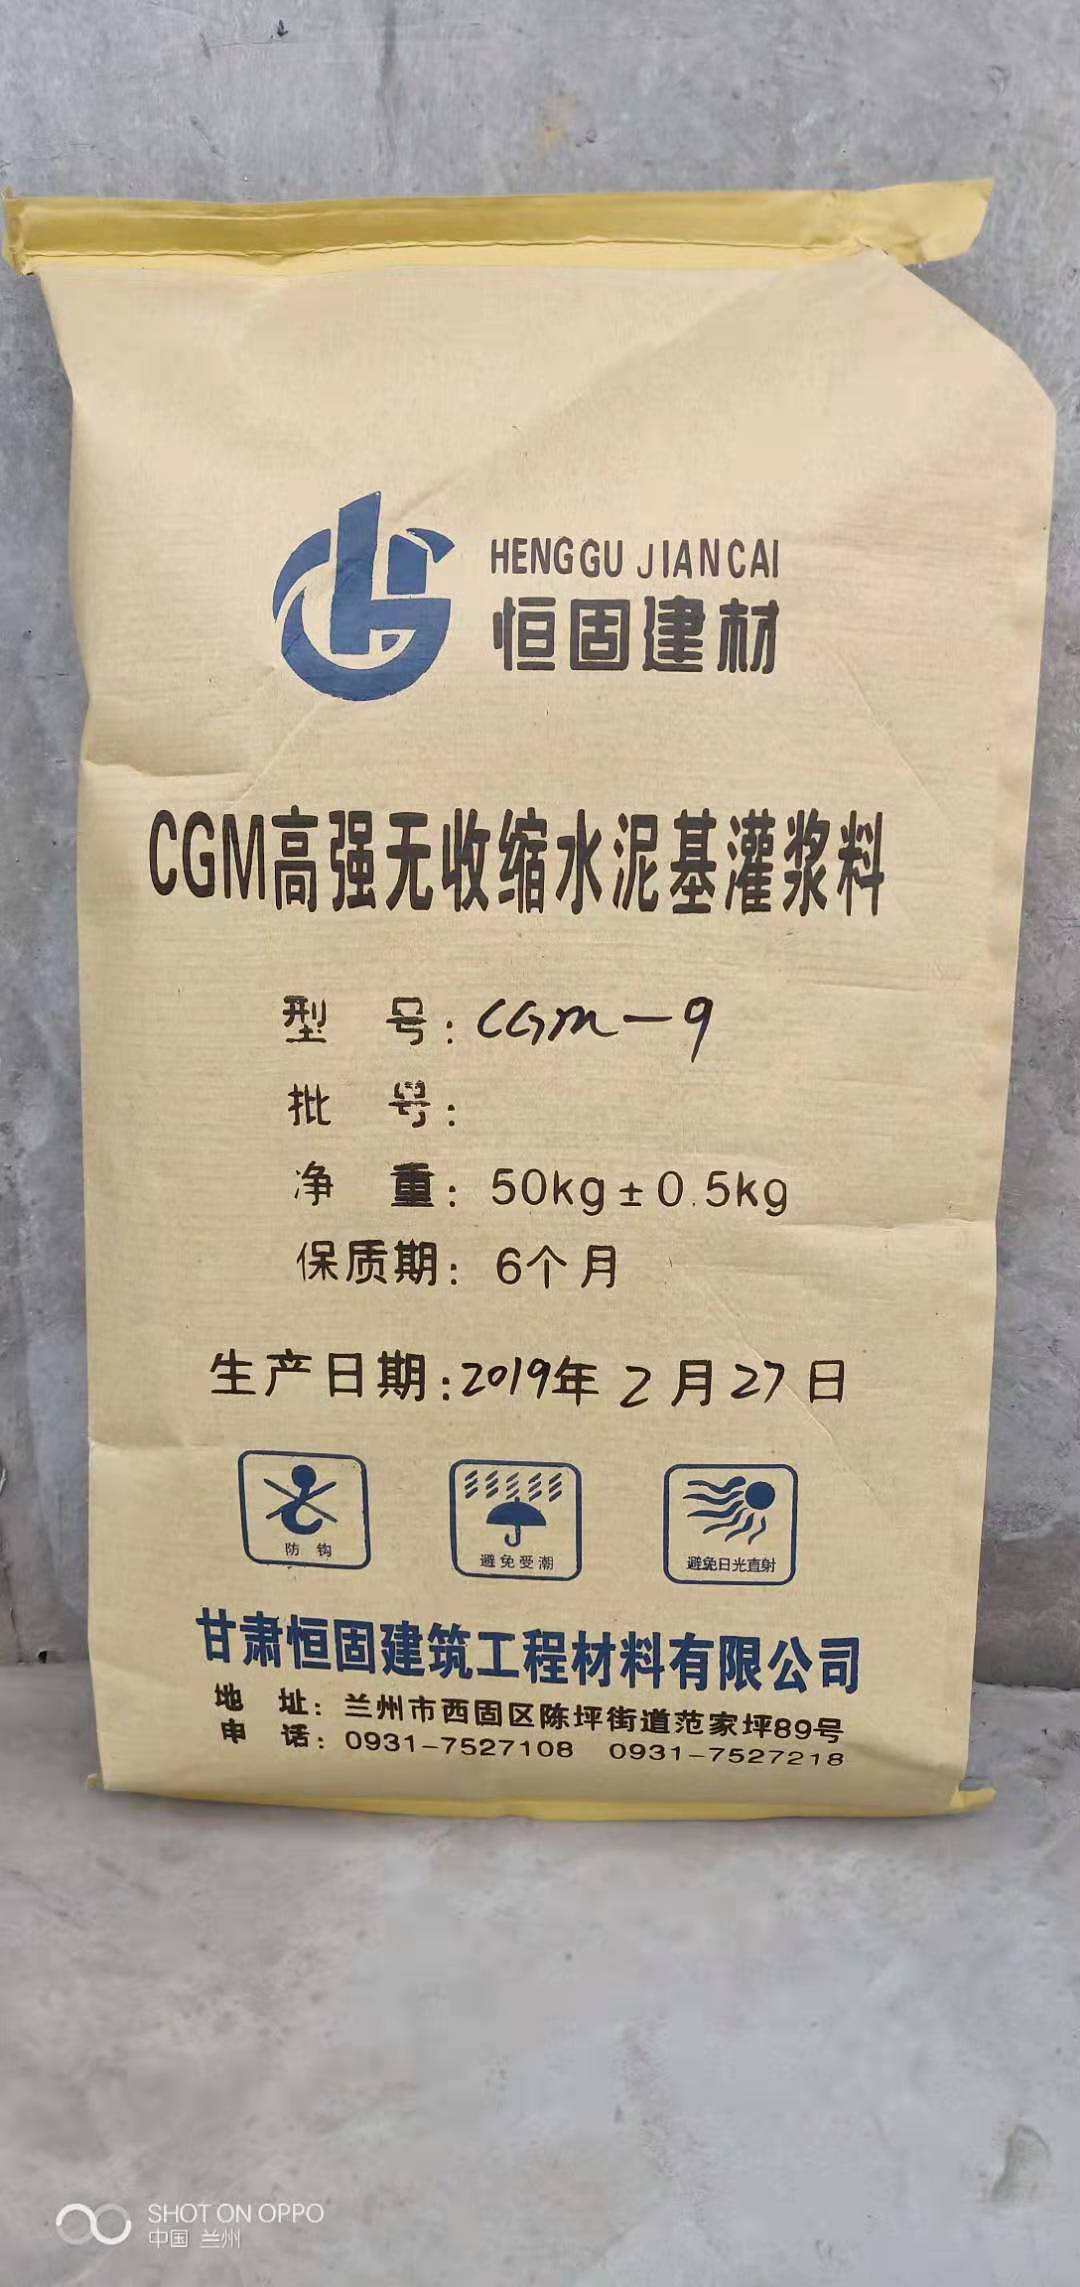 HENGGU JIANCAI
恒固建材
CGM高强无收缩水泥基灌浆料
型 号：CGM-9
批 号：
净 重：50kg±0.5kg
保质期：6个月
生产日期：2019年2月27日
防 钩
避免受潮
避免日光直射
甘肃恒固建筑工程材料有限公司
地 址：兰州市西固区陈坪街道范家坪89号
电 话：0931-7527108 0931-7527218
SHOT ON OPPO
中国 兰州